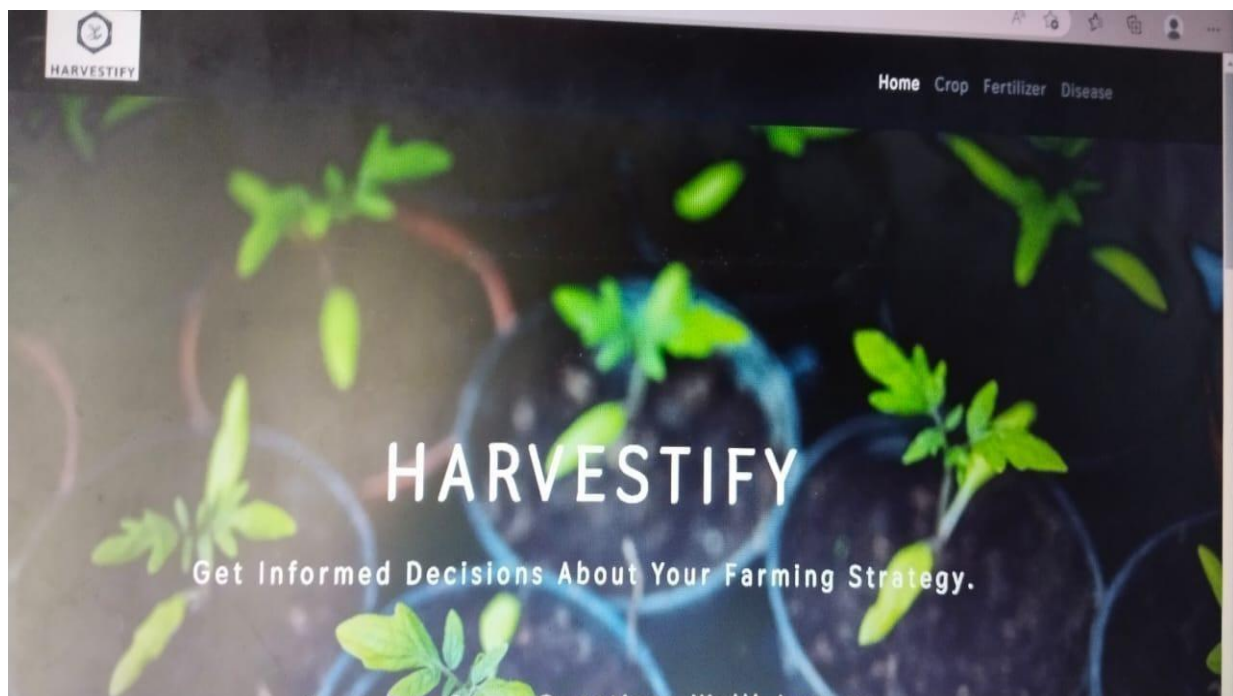 HARVESTIFY
Home Crop Fertilizer Disease
HARVESTIFY
Get Informed Decisions About Your Farming Strategy.